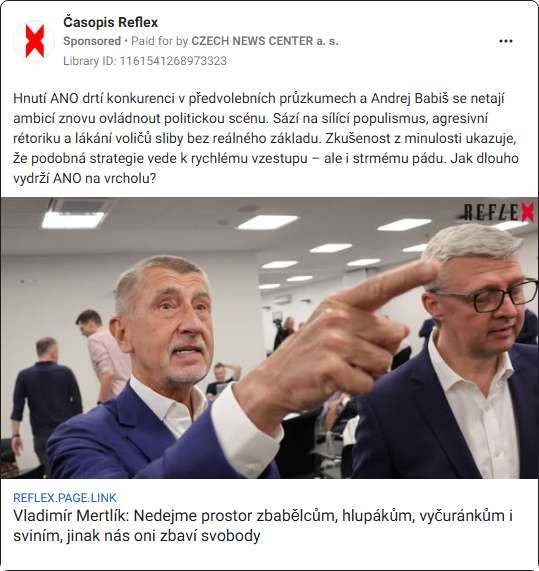 Časopis Reflex
Sponsored • Paid for by CZECH NEWS CENTER a. s.
Library ID: 1161541268973323
Hnutí ANO drtí konkurenci v předvolebních průzkumech a Andrej Babiš se netají
ambicí znovu ovládnout politickou scénu. Sází na sílící populismus, agresivní
rétoriku a lákání voličů sliby bez reálného základu. Zkušenost z minulosti ukazuje,
že podobná strategie vede k rychlému vzestupu – ale i strmému pádu. Jak dlouho
vydrží ANO na vrcholu?
REFLEX
REFLEX.PAGE.LINK
Vladimír Mertlík: Nedejme prostor zbabělcům, hlupákům, vyčuránkům i
sviním, jinak nás oni zbaví svobody